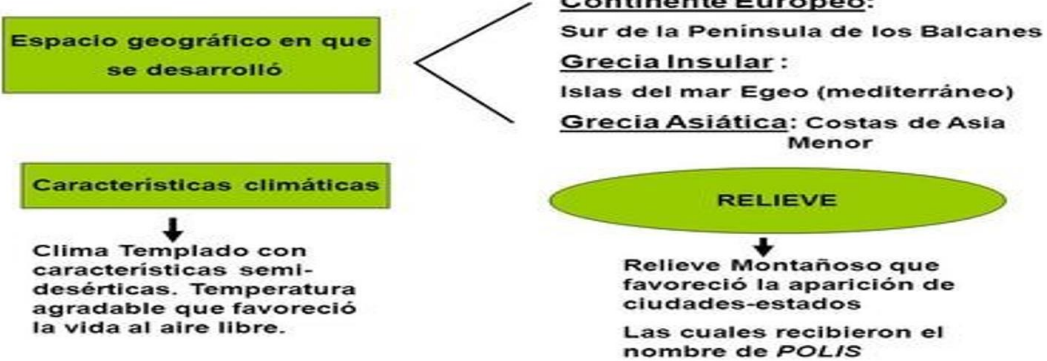 Espacio geográfico en que
se desarrolló
Continente Europeo:
Sur de la Península de los Balcanes
Grecia Insular :
Islas del mar Egeo (mediterráneo)
Grecia Asiática: Costas de Asia
Menor
Características climáticas
Clima Templado con
características semi-
desérticas. Temperatura
agradable que favoreció
la vida al aire libre.
RELIEVE
Relieve Montañoso que
favoreció la aparición de
ciudades-estados
Las cuales recibieron el
nombre de POLIS